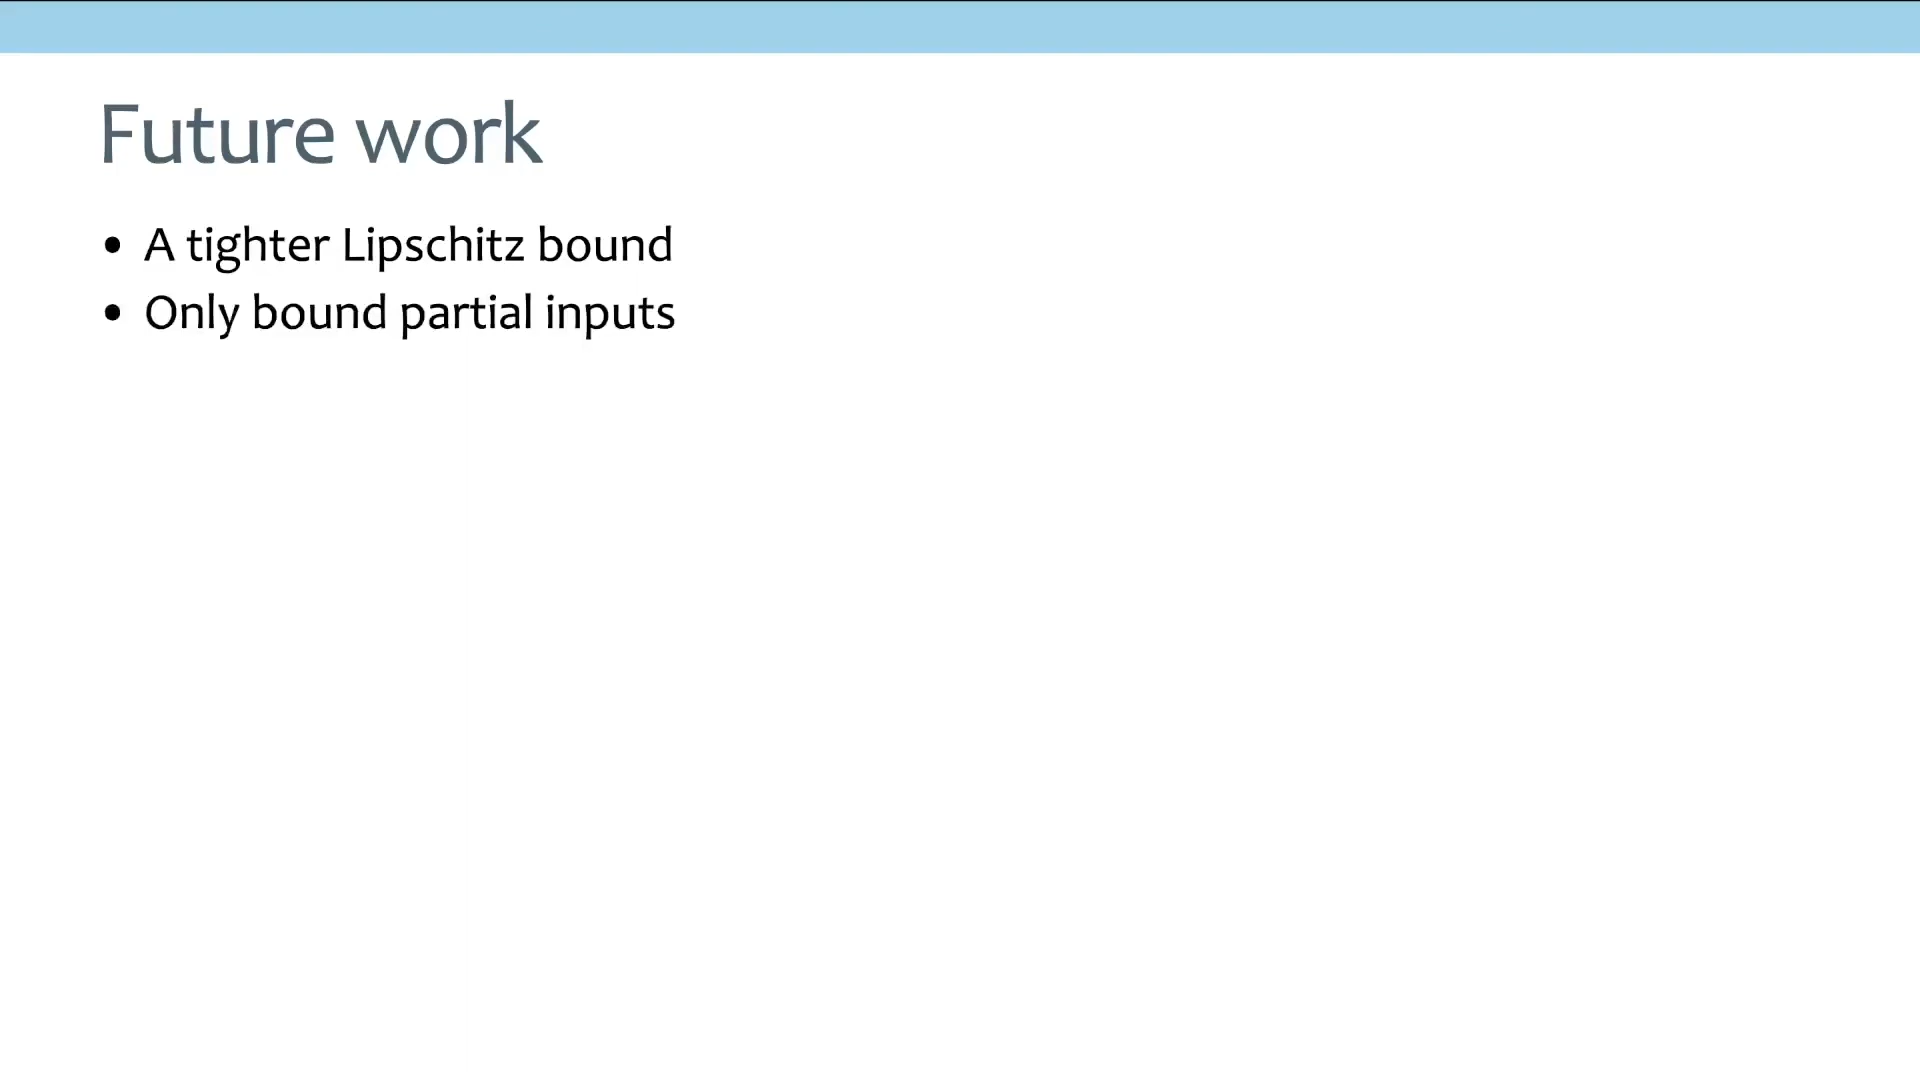 Future work
• A tighter Lipschitz bound
• Only bound partial inputs